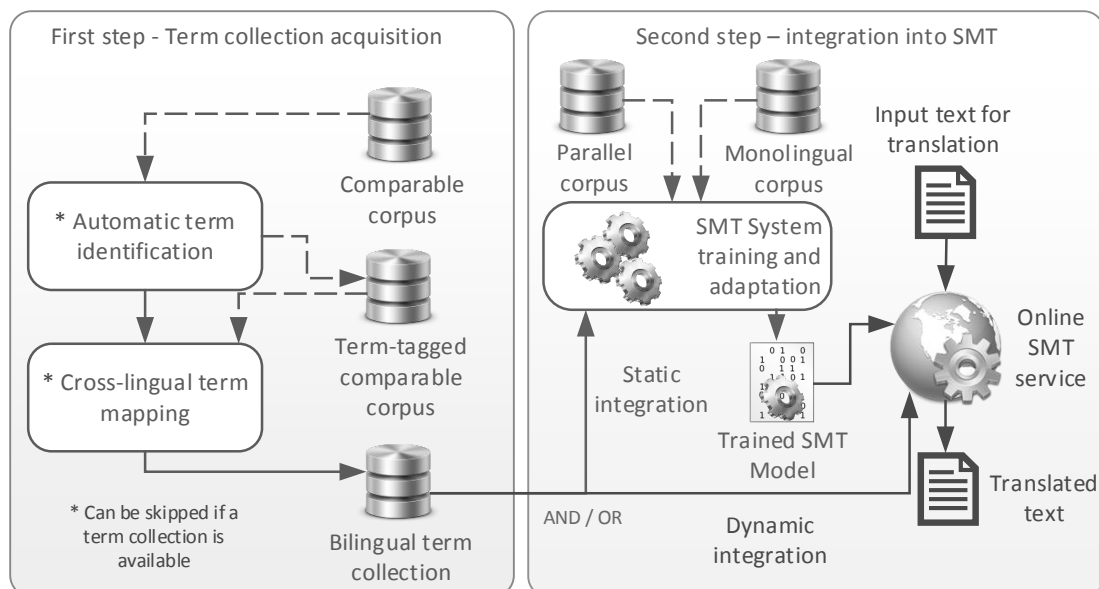 First step - Term collection acquisition
Comparable
corpus
* Automatic term
identification
Term-tagged
comparable
corpus
* Cross-lingual term
mapping
* Can be skipped if a
term collection is
available
Bilingual term
collection
Second step – integration into SMT
Parallel
corpus
Monolingual
corpus
Input text for
translation
SMT System
training and
adaptation
Online
SMT
service
Static
integration
Trained SMT
Model
AND / OR
Dynamic
integration
Translated
text